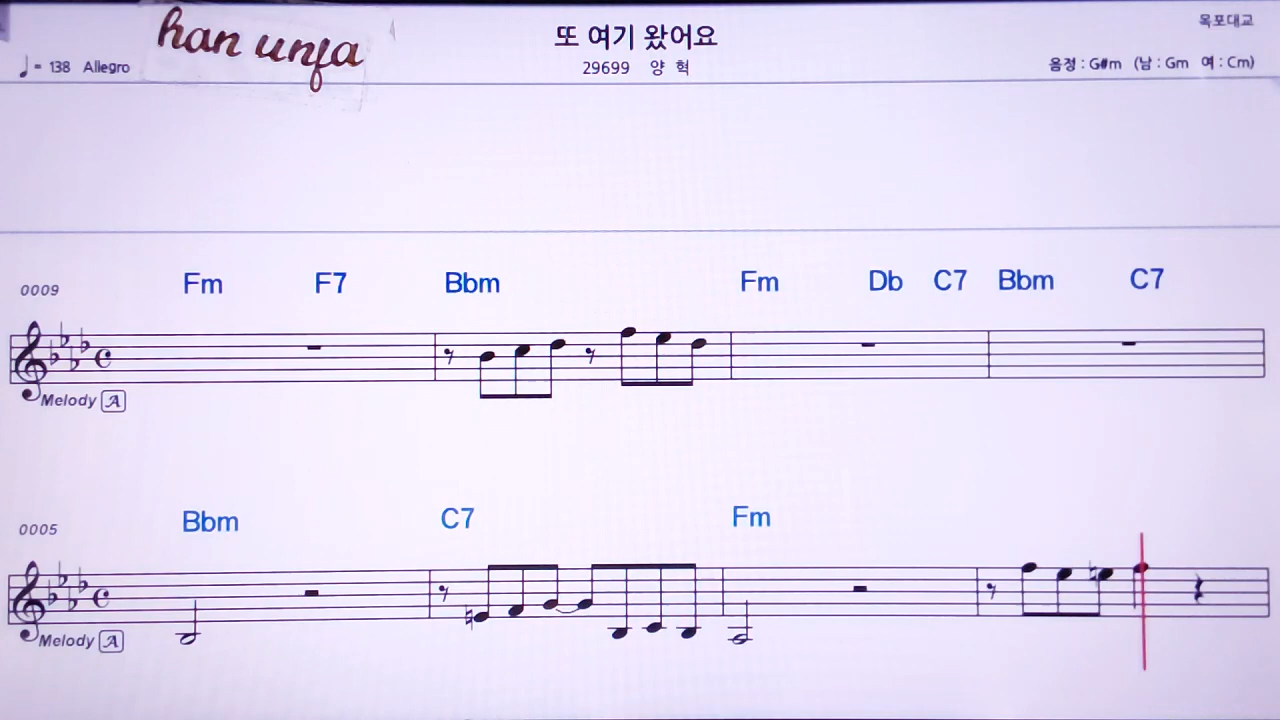 han unja
또 여기 왔어요
목포대교
♩= 138 Allegro
29699 양 혁
음정 : G#m (남 : Gm 여 : Cm)
0009
Fm F7 Bbm Fm Db C7 Bbm C7
Melody A
0005
Bbm C7 Fm
Melody A